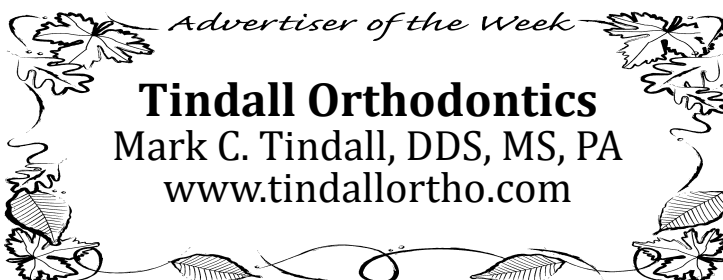 Advertiser of the Week
Tindall Orthodontics
Mark C. Tindall, DDS, MS, PA
www.tindallortho.com